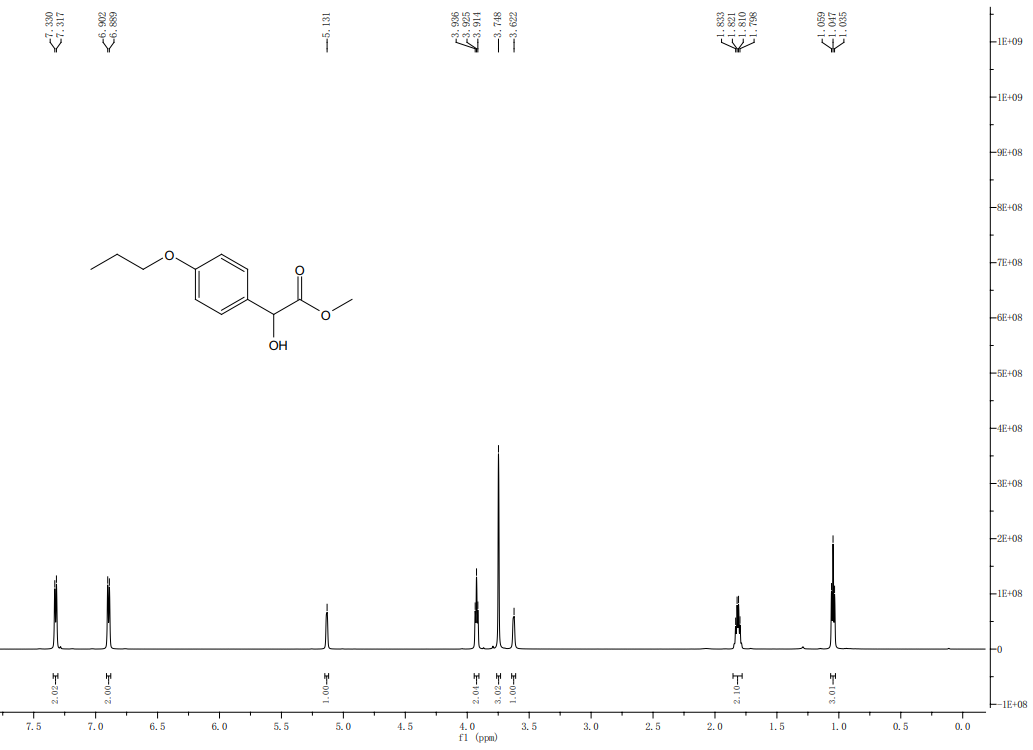 7.330
7.317
6.902
6.889
5.131
3.936
3.925
3.914
3.748
3.622
1.833
1.821
1.810
1.798
1.059
1.047
1.035
1E+09
1E+09
9E+08
8E+08
7E+08
6E+08
5E+08
4E+08
3E+08
2E+08
1E+08
0
-1E+08
O
O
O
OH
2.02
2.00
1.00
2.04
3.02
1.00
2.10
3.01
7.5 7.0 6.5 6.0 5.5 5.0 4.5 4.0 3.5 3.0 2.5 2.0 1.5 1.0 0.5 0.0
f1 (ppm)